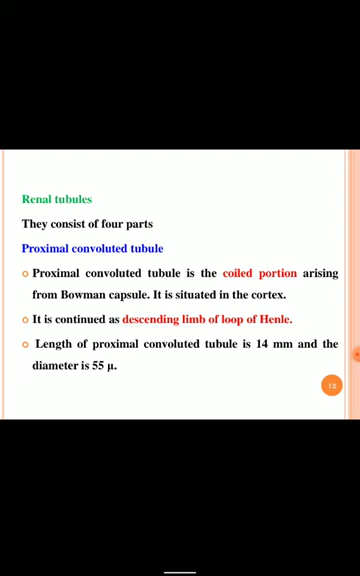 Renal tubules
They consist of four parts
Proximal convoluted tubule
Proximal convoluted tubule is the coiled portion arising
from Bowman capsule. It is situated in the cortex.
It is continued as descending limb of loop of Henle.
Length of proximal convoluted tubule is 14 mm and the
diameter is 55 µ.
12